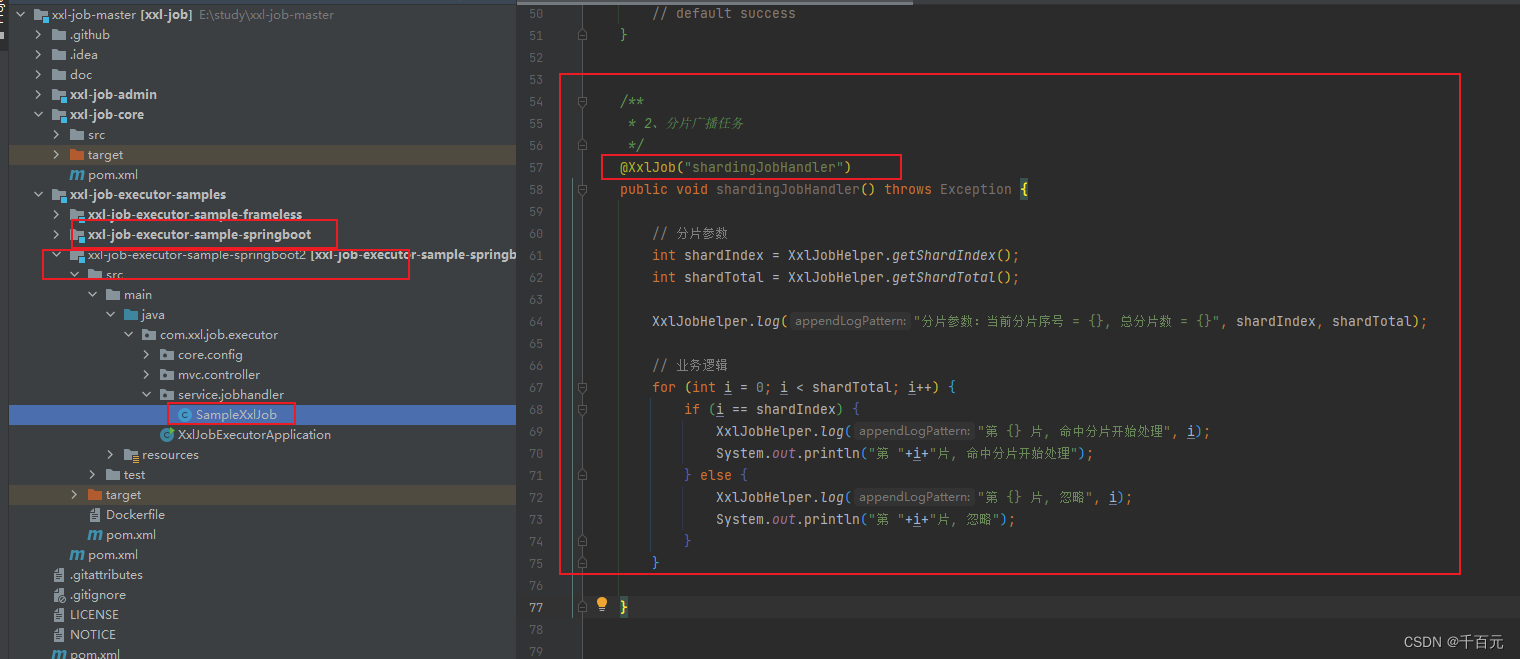 xxl-job-master [xxl-job] E:\study\xxl-job-master
.github
.idea
doc
xxl-job-admin
xxl-job-core
src
target
pom.xml
xxl-job-executor-samples
xxl-job-executor-sample-frameless
xxl-job-executor-sample-springboot
xxl-job-executor-sample-springboot2 [xxl-job-executor-sample-springb
src
main
java
com.xxl.job.executor
core.config
mvc.controller
service.jobhandler
SampleXxlJob
XxlJobExecutorApplication
resources
test
target
Dockerfile
pom.xml
pom.xml
.gitattributes
.gitignore
LICENSE
NOTICE
pom.xml
50 // default success
51 }
52
53
54 /**
55 * 2、分片广播任务
56 */
57 @XxlJob("shardingJobHandler")
58 public void shardingJobHandler() throws Exception {
59
60 // 分片参数
61 int shardIndex = XxlJobHelper.getShardIndex();
62 int shardTotal = XxlJobHelper.getShardTotal();
63
64 XxlJobHelper.log( appendLogPattern: "分片参数：当前分片序号 = {}, 总分片数 = {}", shardIndex, shardTotal);
65
66 // 业务逻辑
67 for (int i = 0; i < shardTotal; i++) {
68 if (i == shardIndex) {
69 XxlJobHelper.log( appendLogPattern: "第 {} 片, 命中分片开始处理", i);
70 System.out.println("第 "+i+"片, 命中分片开始处理");
71 } else {
72 XxlJobHelper.log( appendLogPattern: "第 {} 片, 忽略", i);
73 System.out.println("第 "+i+"片, 忽略");
74 }
75 }
76
77 }
78
79
CSDN @千百元